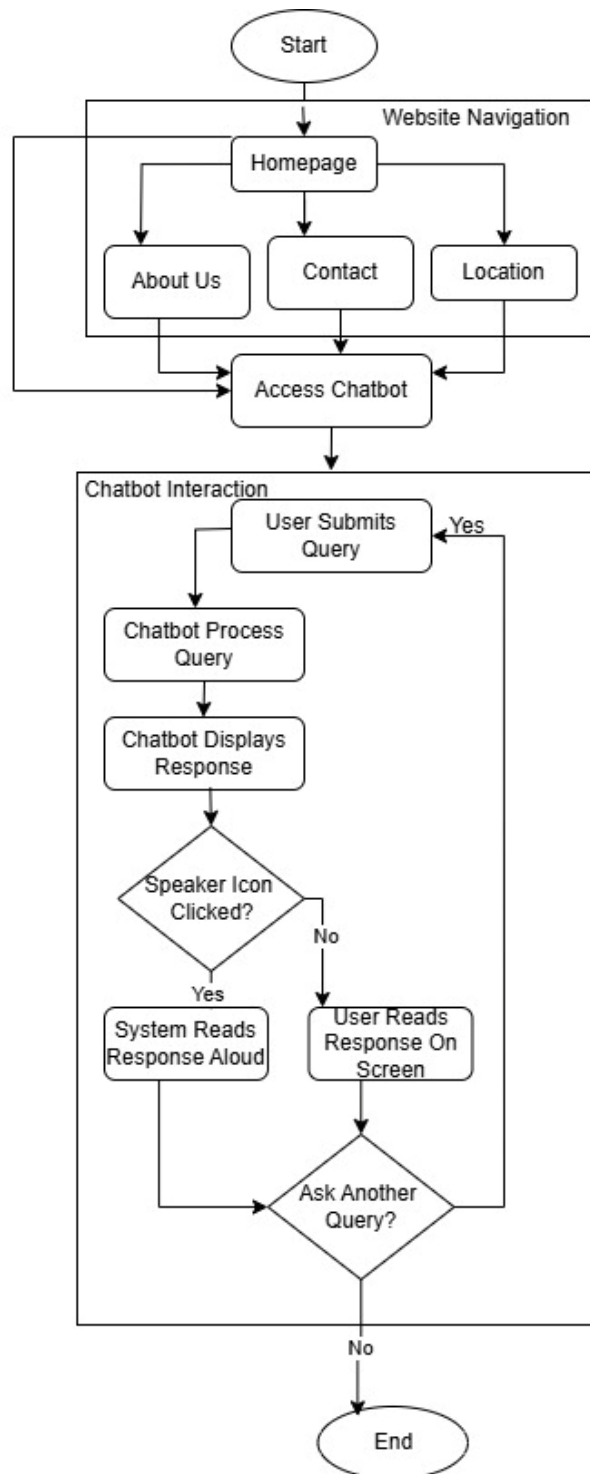 Start
Website Navigation
Homepage
About Us
Contact
Location
Access Chatbot
Chatbot Interaction
User Submits
Query
Yes
Chatbot Process
Query
Chatbot Displays
Response
Speaker Icon
Clicked?
No
Yes
System Reads
Response Aloud
User Reads
Response On
Screen
Ask Another
Query?
No
End